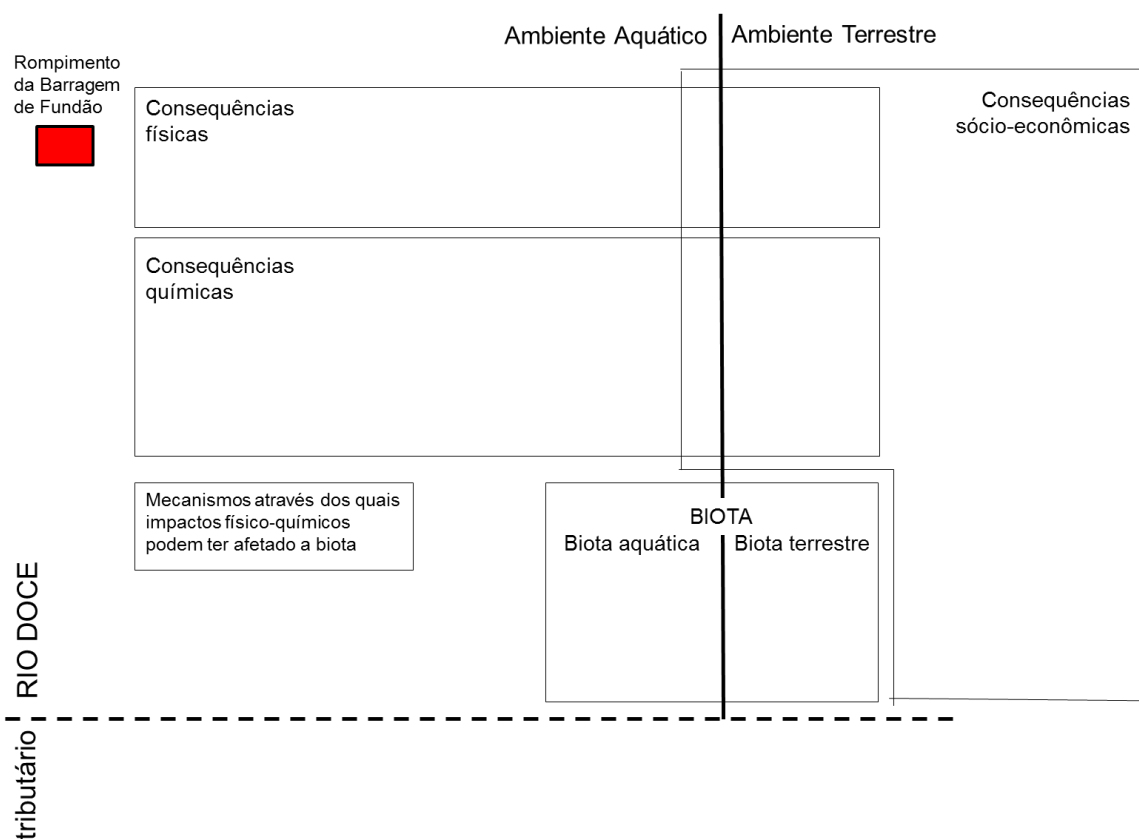 Ambiente Aquático
Ambiente Terrestre
Rompimento
da Barragem
de Fundão
Consequências
físicas
Consequências
sócio-econômicas
Consequências
químicas
Mecanismos através dos quais
impactos físico-químicos
podem ter afetado a biota
BIOTA
Biota aquática
Biota terrestre
RIO DOCE
tributário